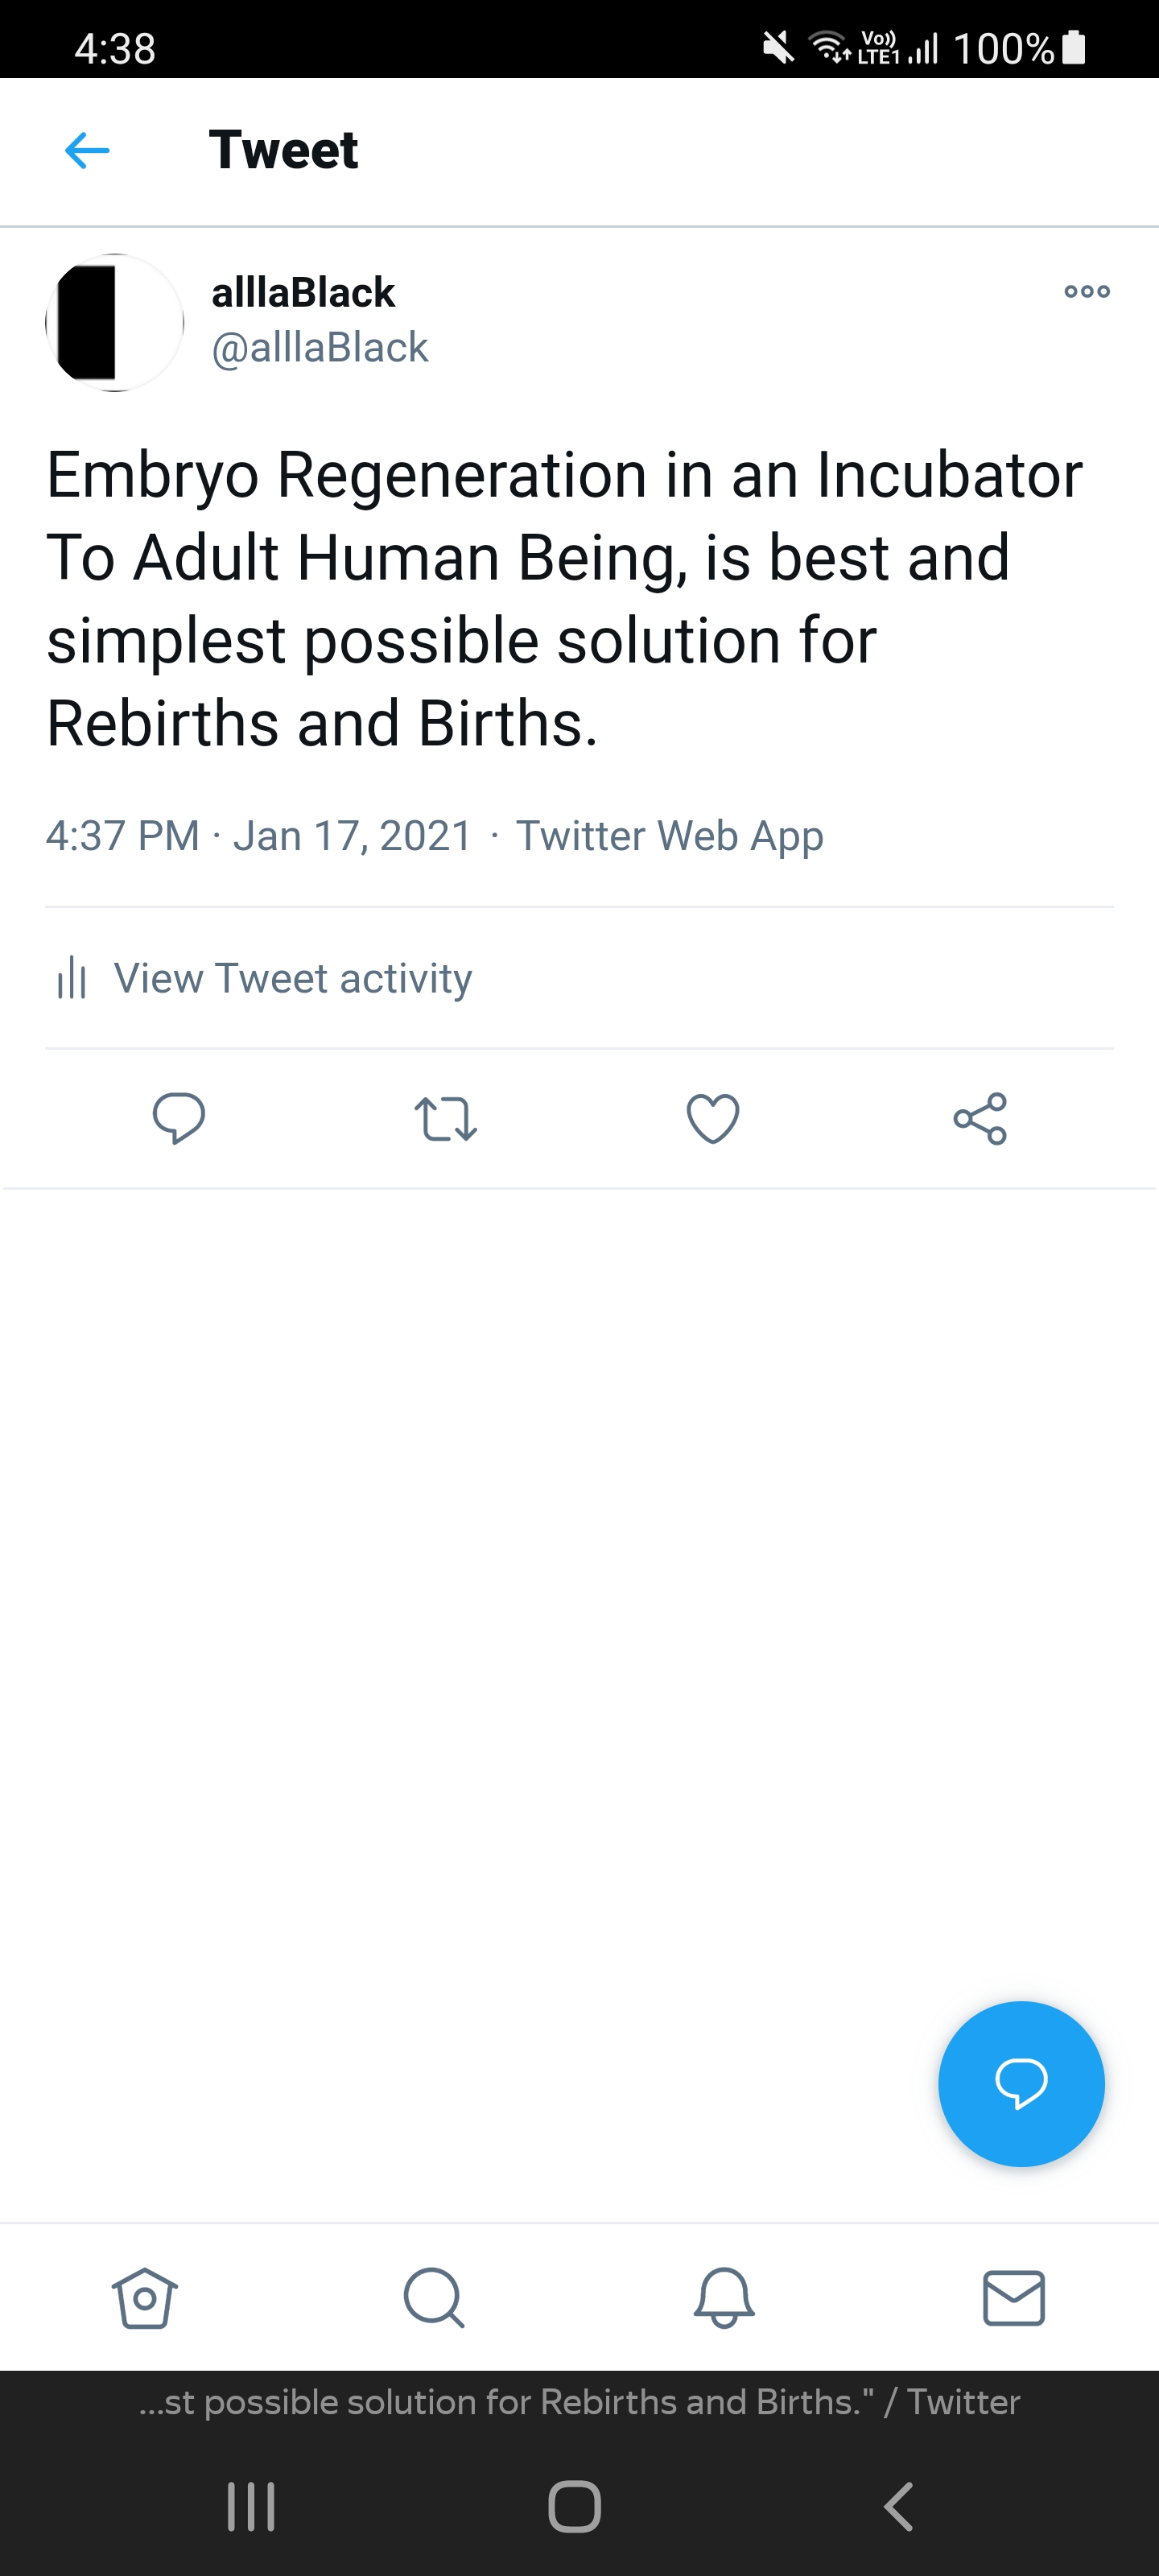 4:38
Vo))
LTE1
100%
Tweet
alllaBlack
@alllaBlack
Embryo Regeneration in an Incubator
To Adult Human Being, is best and
simplest possible solution for
Rebirths and Births.
4:37 PM · Jan 17, 2021 · Twitter Web App
View Tweet activity
...st possible solution for Rebirths and Births." / Twitter